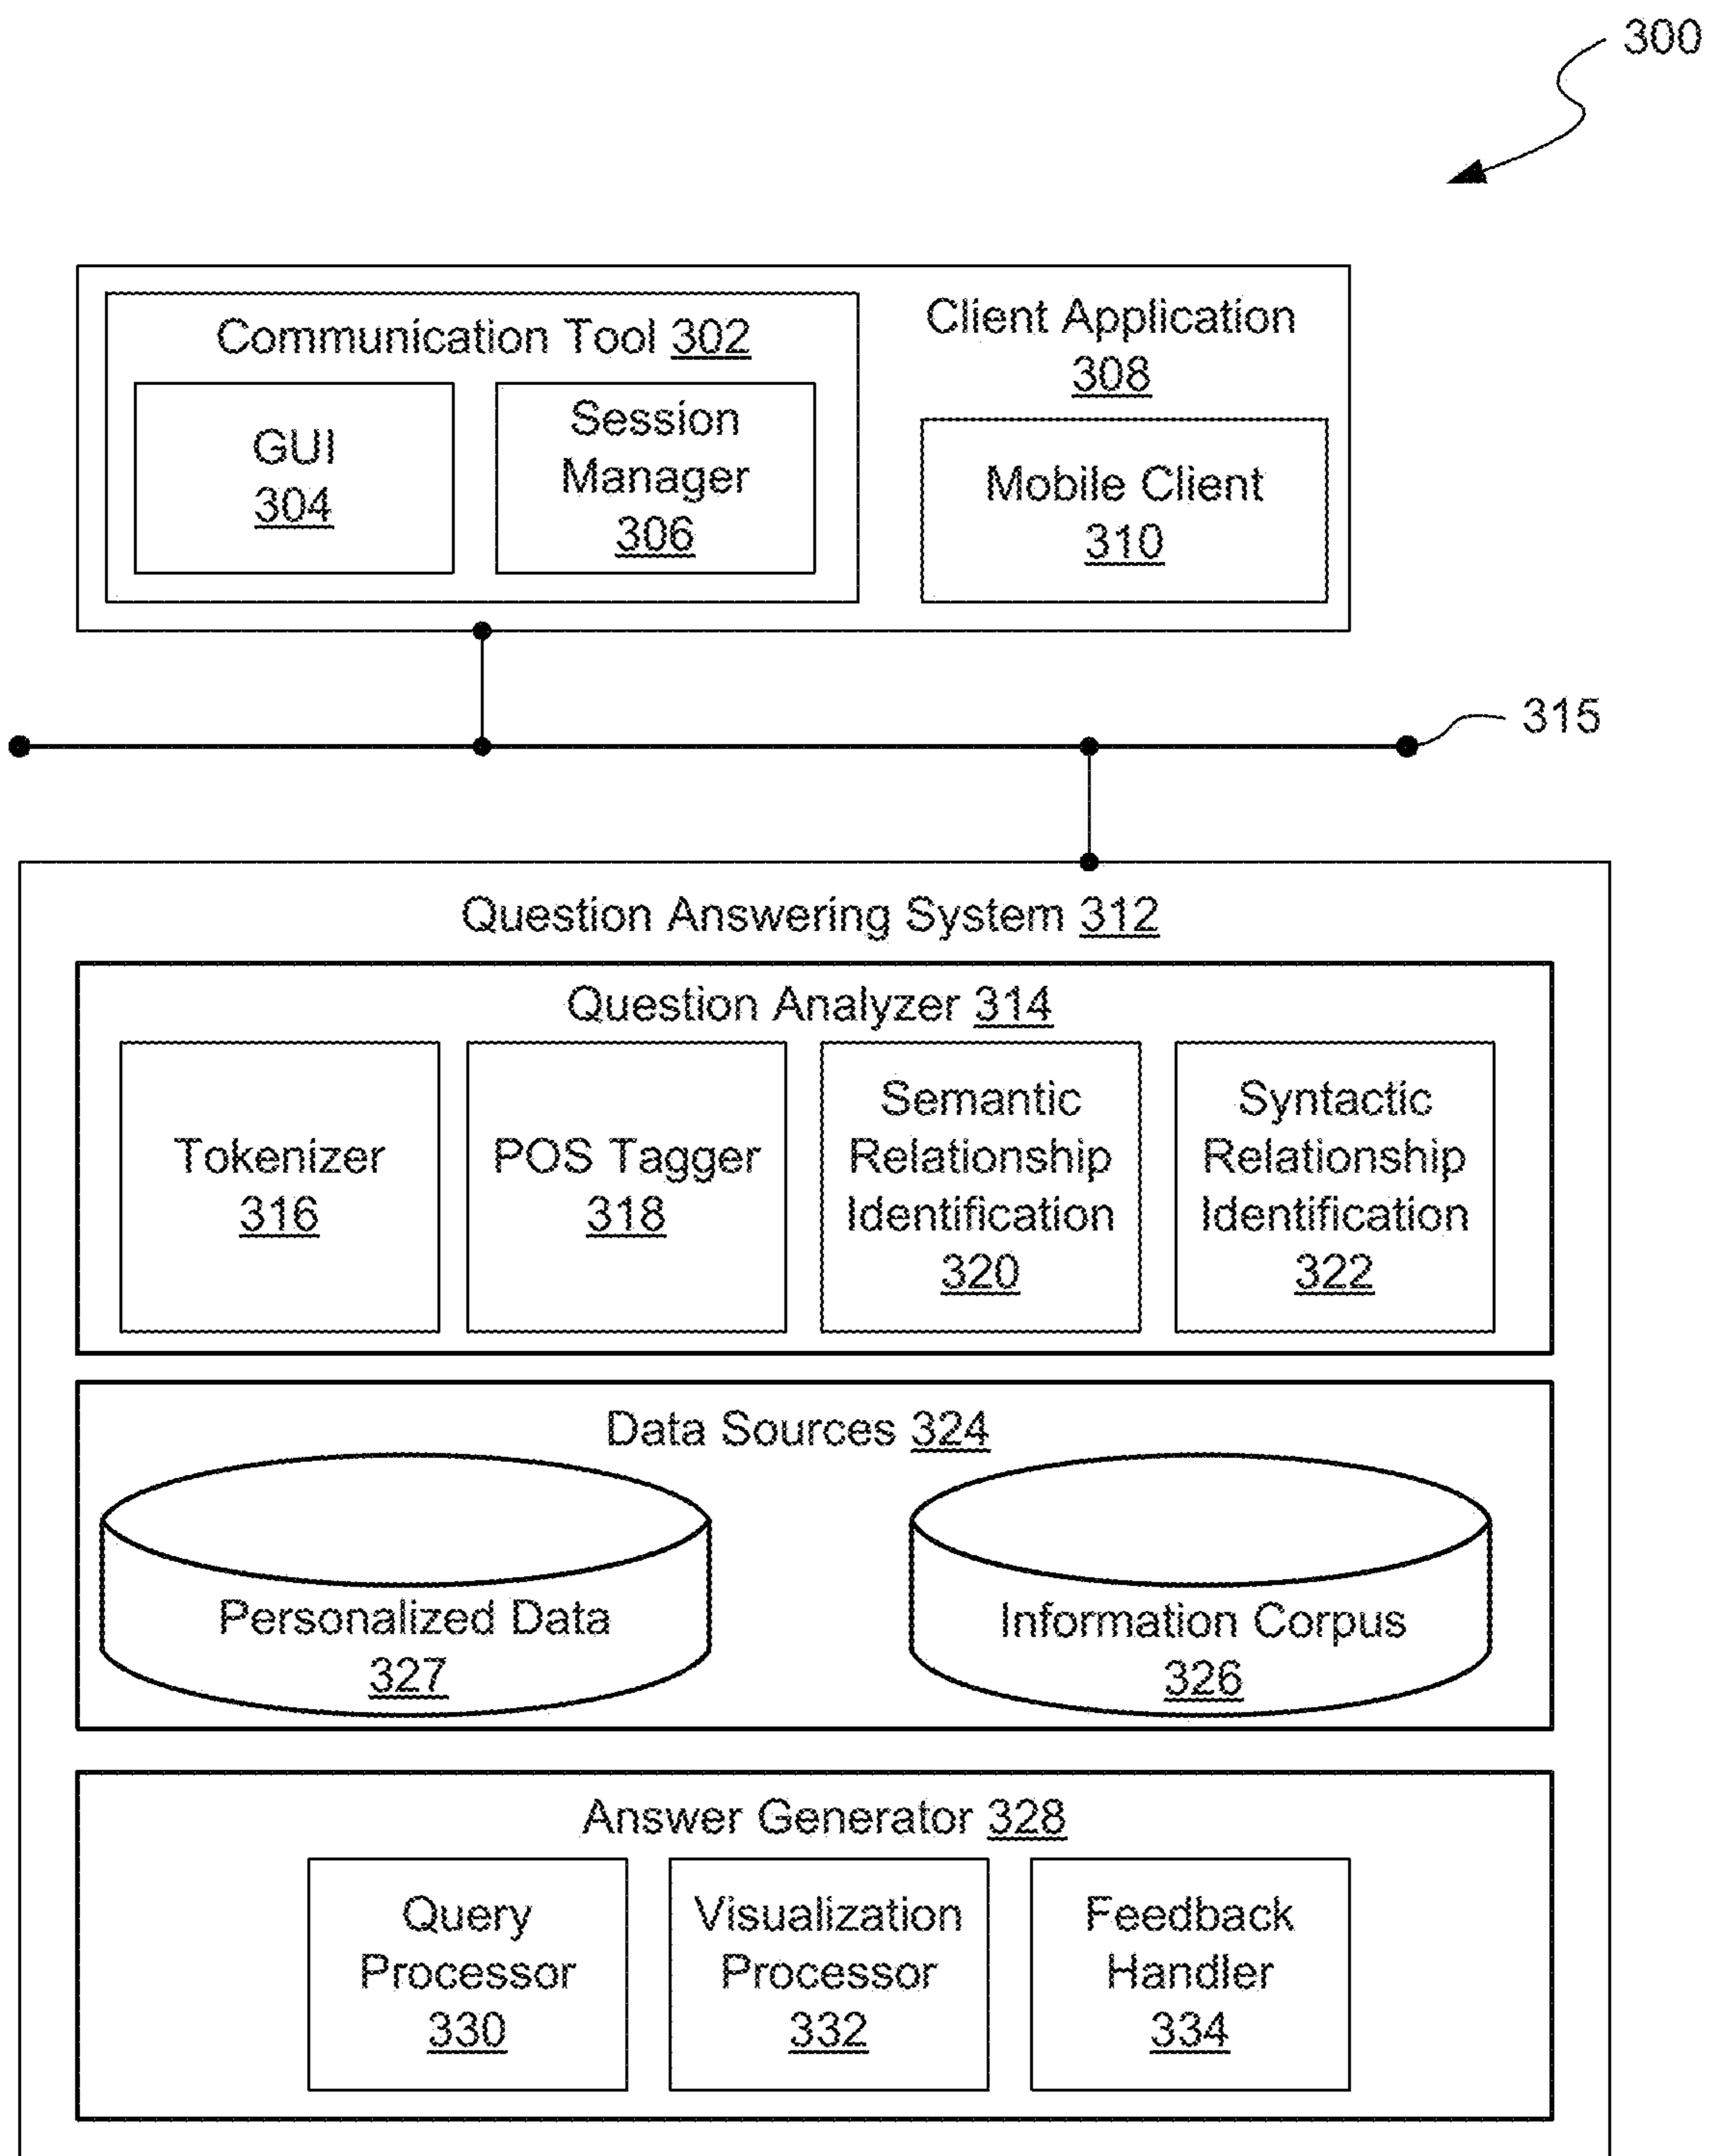 300
Communication Tool 302
GUI
304
Session
Manager
306
Client Application
308
Mobile Client
310
315
Question Answering System 312
Question Analyzer 314
Tokenizer
316
POS Tagger
318
Semantic
Relationship
Identification
320
Syntactic
Relationship
Identification
322
Data Sources 324
Personalized Data
327
Information Corpus
326
Answer Generator 328
Query
Processor
330
Visualization
Processor
332
Feedback
Handler
334